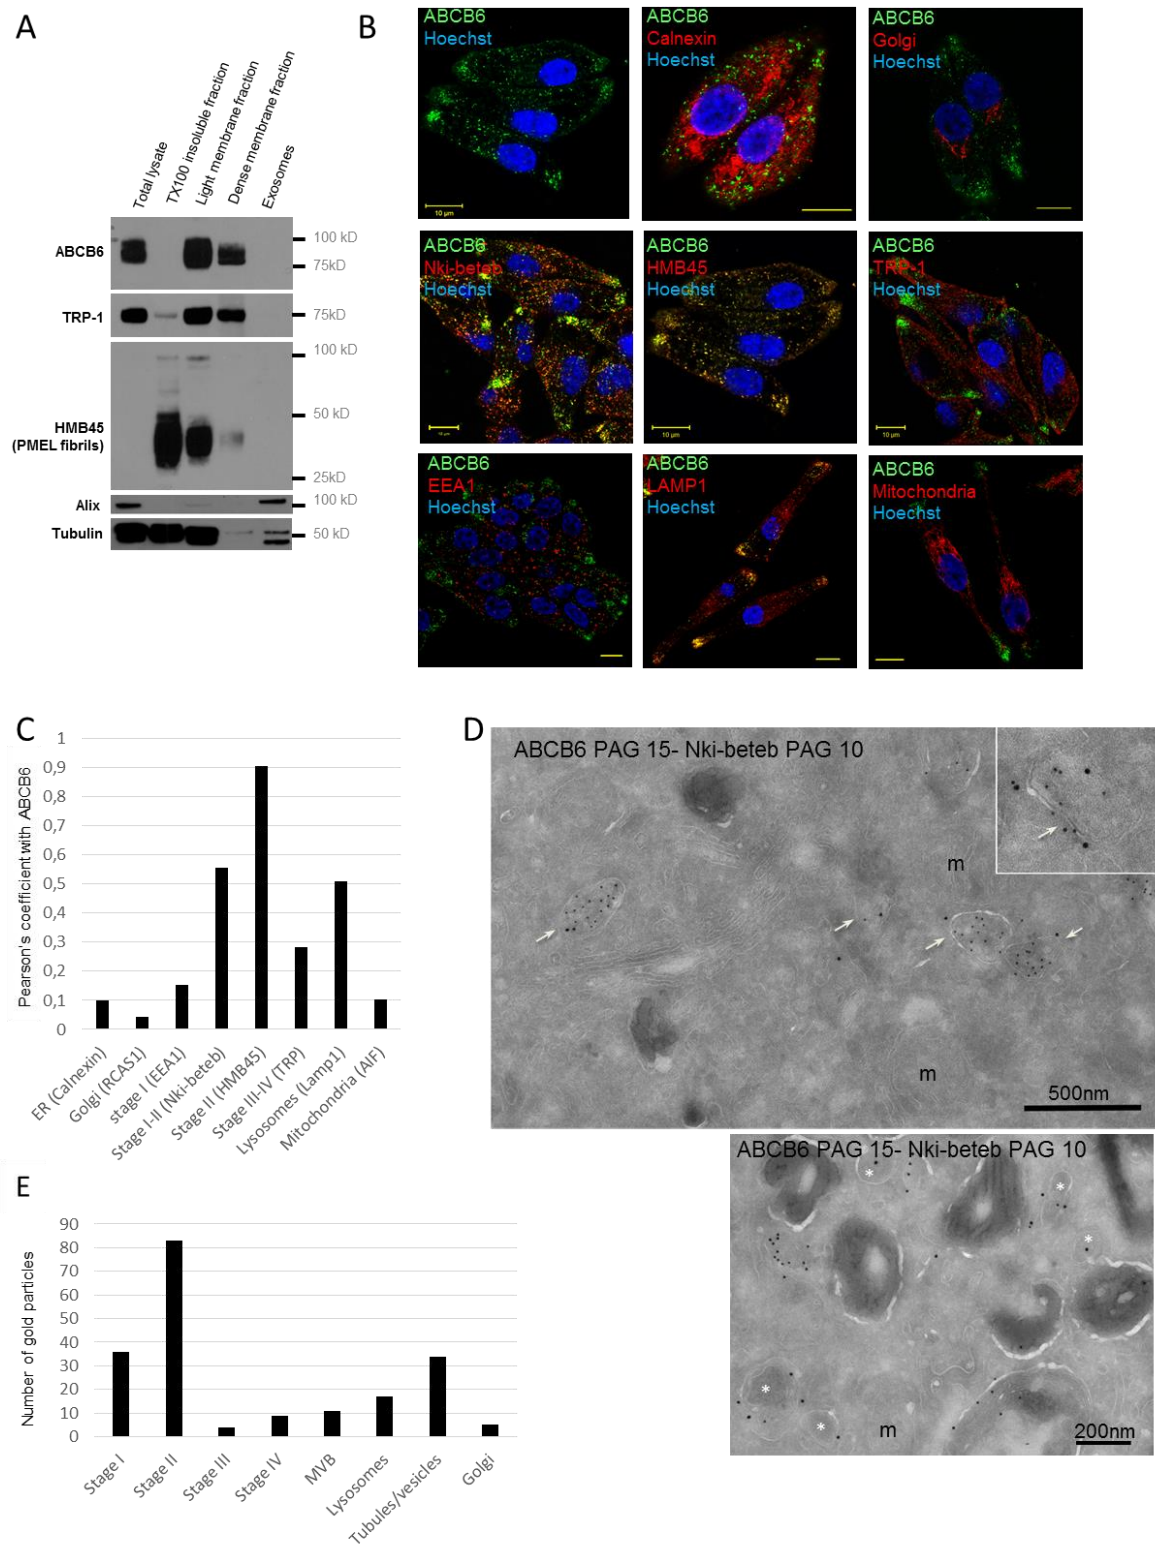 A
Total lysate
TX100 insoluble fraction
Light membrane fraction
Dense membrane fraction
Exosomes
ABCB6
100 kD
75kD
TRP-1
75kD
100 kD
50 kD
HMB45
(PMEL fibrils)
25kD
Alix
100 kD
Tubulin
50 kD
B
ABCB6
Hoechst
10 μm
ABCB6
Calnexin
Hoechst
ABCB6
Golgi
Hoechst
ABCB6
Nki-beteb
Hoechst
10 μm
ABCB6
HMB45
Hoechst
10 μm
ABCB6
TRP-1
Hoechst
10 μm
ABCB6
EEA1
Hoechst
ABCB6
LAMP1
Hoechst
ABCB6
Mitochondria
Hoechst
C
Pearson's coefficient with ABCB6
1
0,9
0,8
0,7
0,6
0,5
0,4
0,3
0,2
0,1
0
ER (Calnexin)
Golgi (RCAS1)
stage I (EEA1)
Stage I-II (Nki-beteb)
Stage II (HMB45)
Stage III-IV (TRP)
Lysosomes (Lamp1)
Mitochondria (AIF)
D
ABCB6 PAG 15- Nki-beteb PAG 10
m
m
500nm
ABCB6 PAG 15- Nki-beteb PAG 10
*
*
*
*
*
m
200nm
E
Number of gold particles
90
80
70
60
50
40
30
20
10
0
Stage I
Stage II
Stage III
Stage IV
MVB
Lysosomes
Tubules/vesicles
Golgi